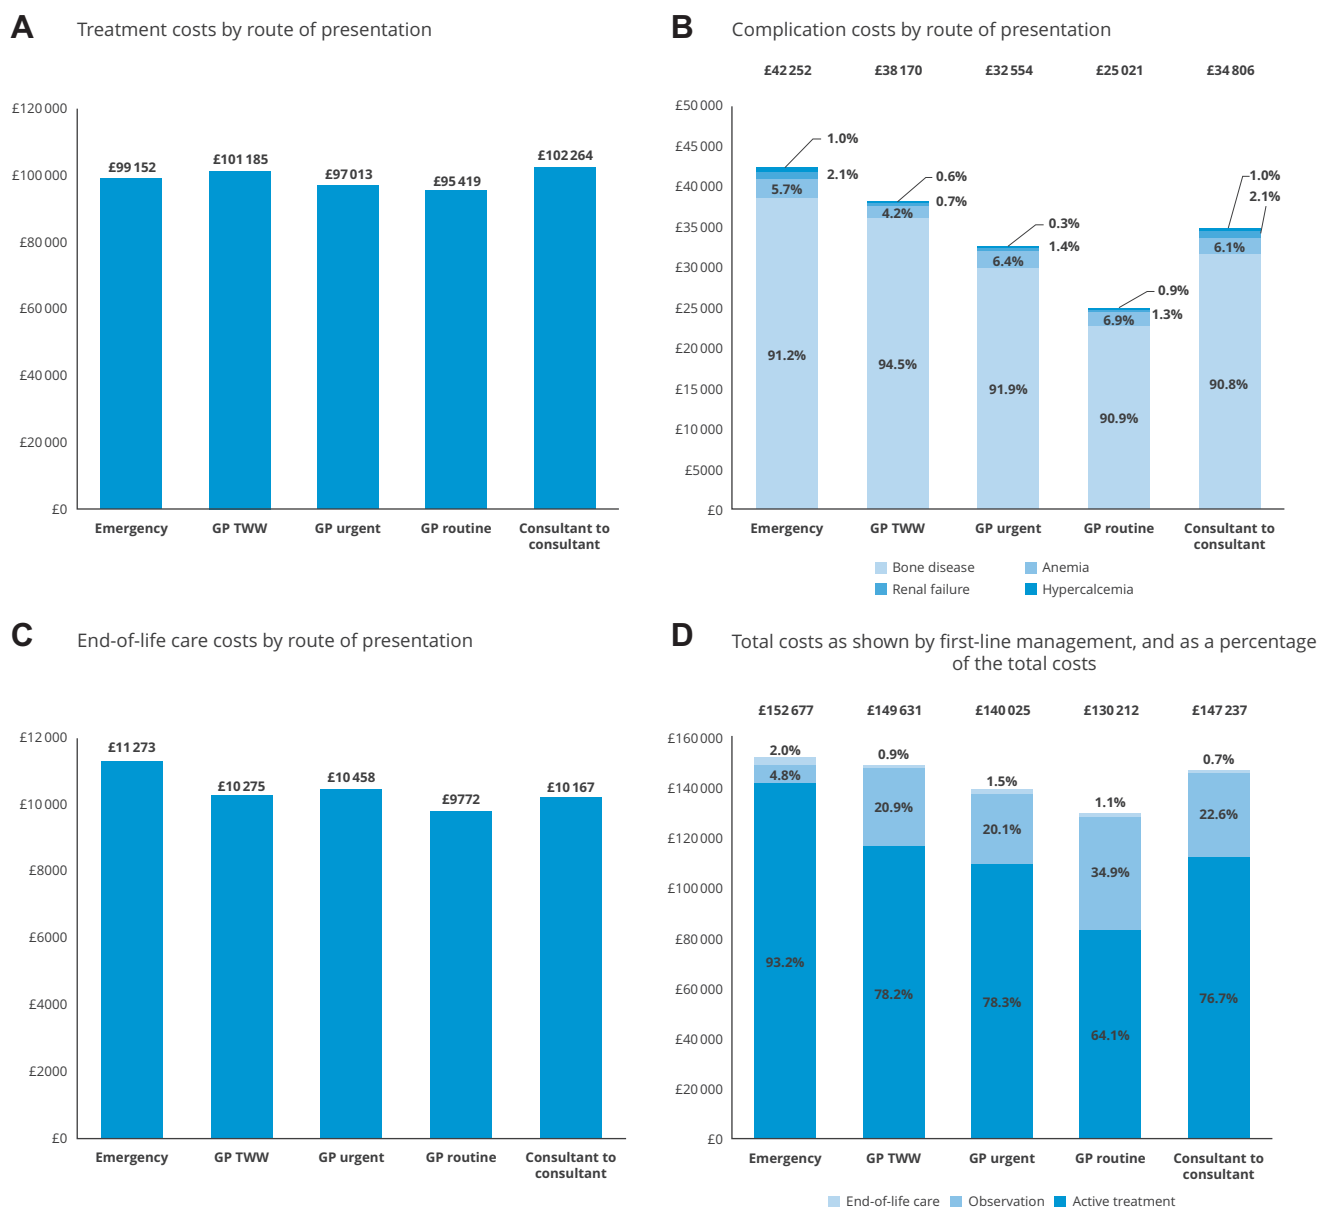 A
Treatment costs by route of presentation
£120 000
£100 000
£80 000
£60 000
£40 000
£20 000
£0
£99 152
£101 185
£97 013
£95 419
£102 264
Emergency
GP TWW
GP urgent
GP routine
Consultant to
consultant
B
Complication costs by route of presentation
£42 252
£38 170
£32 554
£25 021
£34 806
£50 000
£45 000
£40 000
£35 000
£30 000
£25 000
£20 000
£15 000
£10 000
£5000
£0
1.0%
2.1%
5.7%
91.2%
0.6%
0.7%
4.2%
94.5%
0.3%
1.4%
6.4%
91.9%
0.9%
1.3%
6.9%
90.9%
1.0%
2.1%
6.1%
90.8%
Emergency
GP TWW
GP urgent
GP routine
Consultant to
consultant
Bone disease
Anemia
Renal failure
Hypercalcemia
C
End-of-life care costs by route of presentation
£12 000
£10 000
£8000
£6000
£4000
£2000
£0
£11 273
£10 275
£10 458
£9772
£10 167
Emergency
GP TWW
GP urgent
GP routine
Consultant to
consultant
D
Total costs as shown by first-line management, and as a percentage
of the total costs
£152 677
£149 631
£140 025
£130 212
£147 237
£160 000
£140 000
£120 000
£100 000
£80 000
£60 000
£40 000
£20 000
£0
2.0%
4.8%
93.2%
0.9%
20.9%
78.2%
1.5%
20.1%
78.3%
1.1%
34.9%
64.1%
0.7%
22.6%
76.7%
Emergency
GP TWW
GP urgent
GP routine
Consultant to
consultant
End-of-life care
Observation
Active treatment